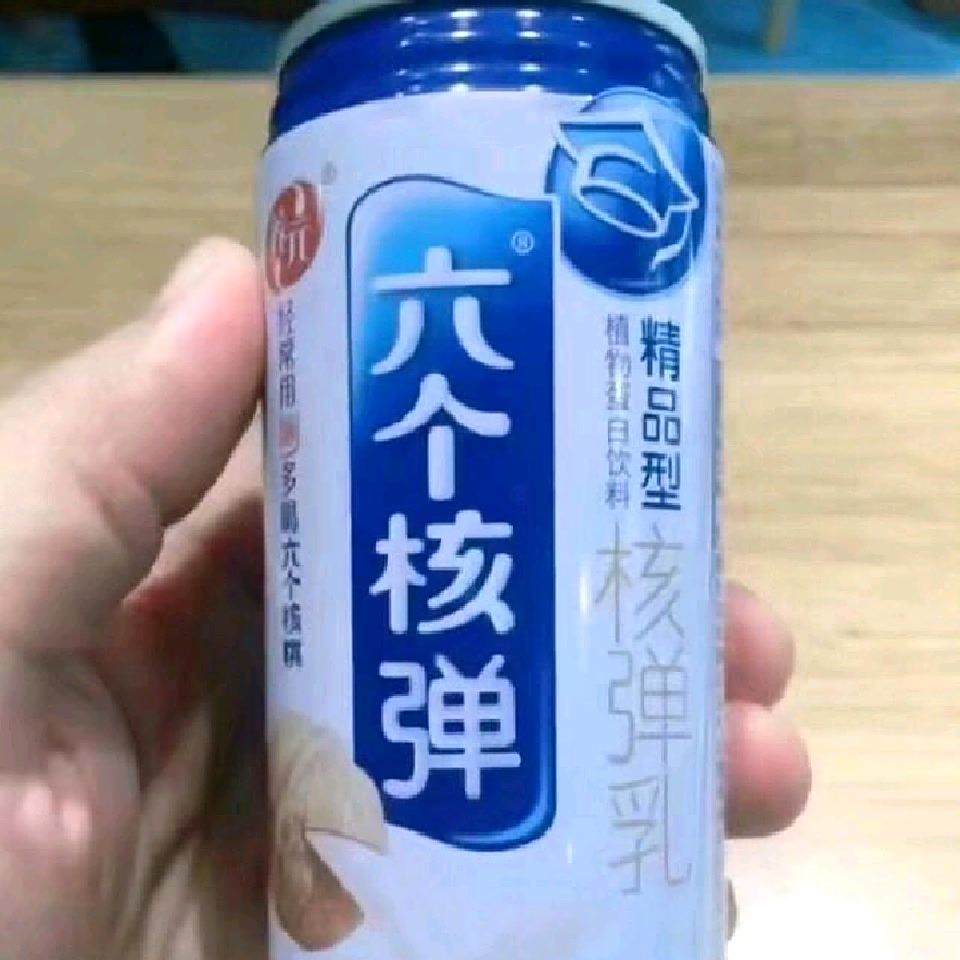 经常用脑 多喝六个核桃
六个核弹
®
精品型
植物蛋白饮料
核弹乳